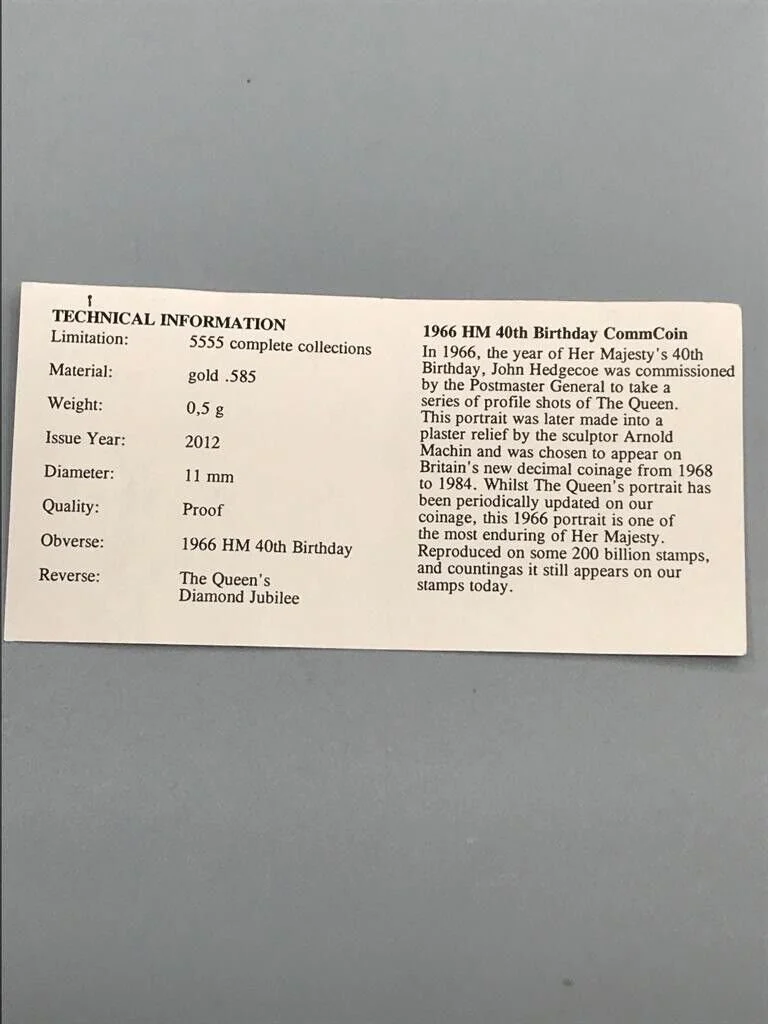 TECHNICAL INFORMATION
Limitation: 5555 complete collections
Material: gold .585
Weight: 0,5 g
Issue Year: 2012
Diameter: 11 mm
Quality: Proof
Obverse: 1966 HM 40th Birthday
Reverse: The Queen's
Diamond Jubilee
1966 HM 40th Birthday CommCoin
In 1966, the year of Her Majesty's 40th
Birthday, John Hedgecoe was commissioned
by the Postmaster General to take a
series of profile shots of The Queen.
This portrait was later made into a
plaster relief by the sculptor Arnold
Machin and was chosen to appear on
Britain's new decimal coinage from 1968
to 1984. Whilst The Queen's portrait has
been periodically updated on our
coinage, this 1966 portrait is one of
the most enduring of Her Majesty.
Reproduced on some 200 billion stamps,
and countingas it still appears on our
stamps today.